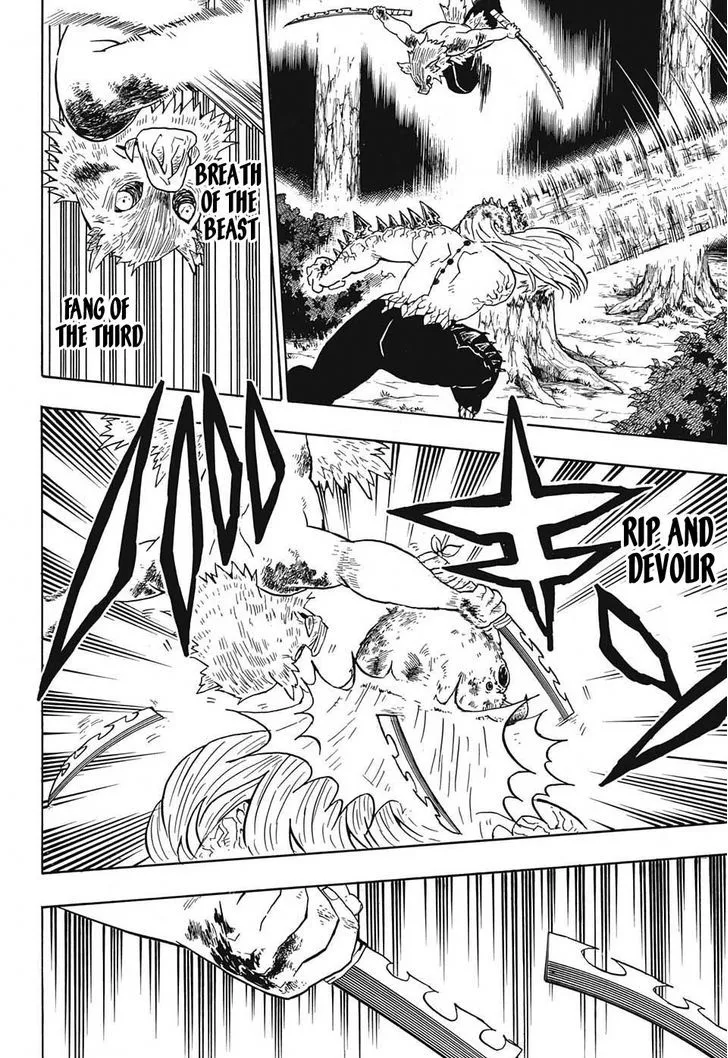 BREATH
OF THE
BEAST
FANG OF
THE THIRD
RIP AND
DEVOUR